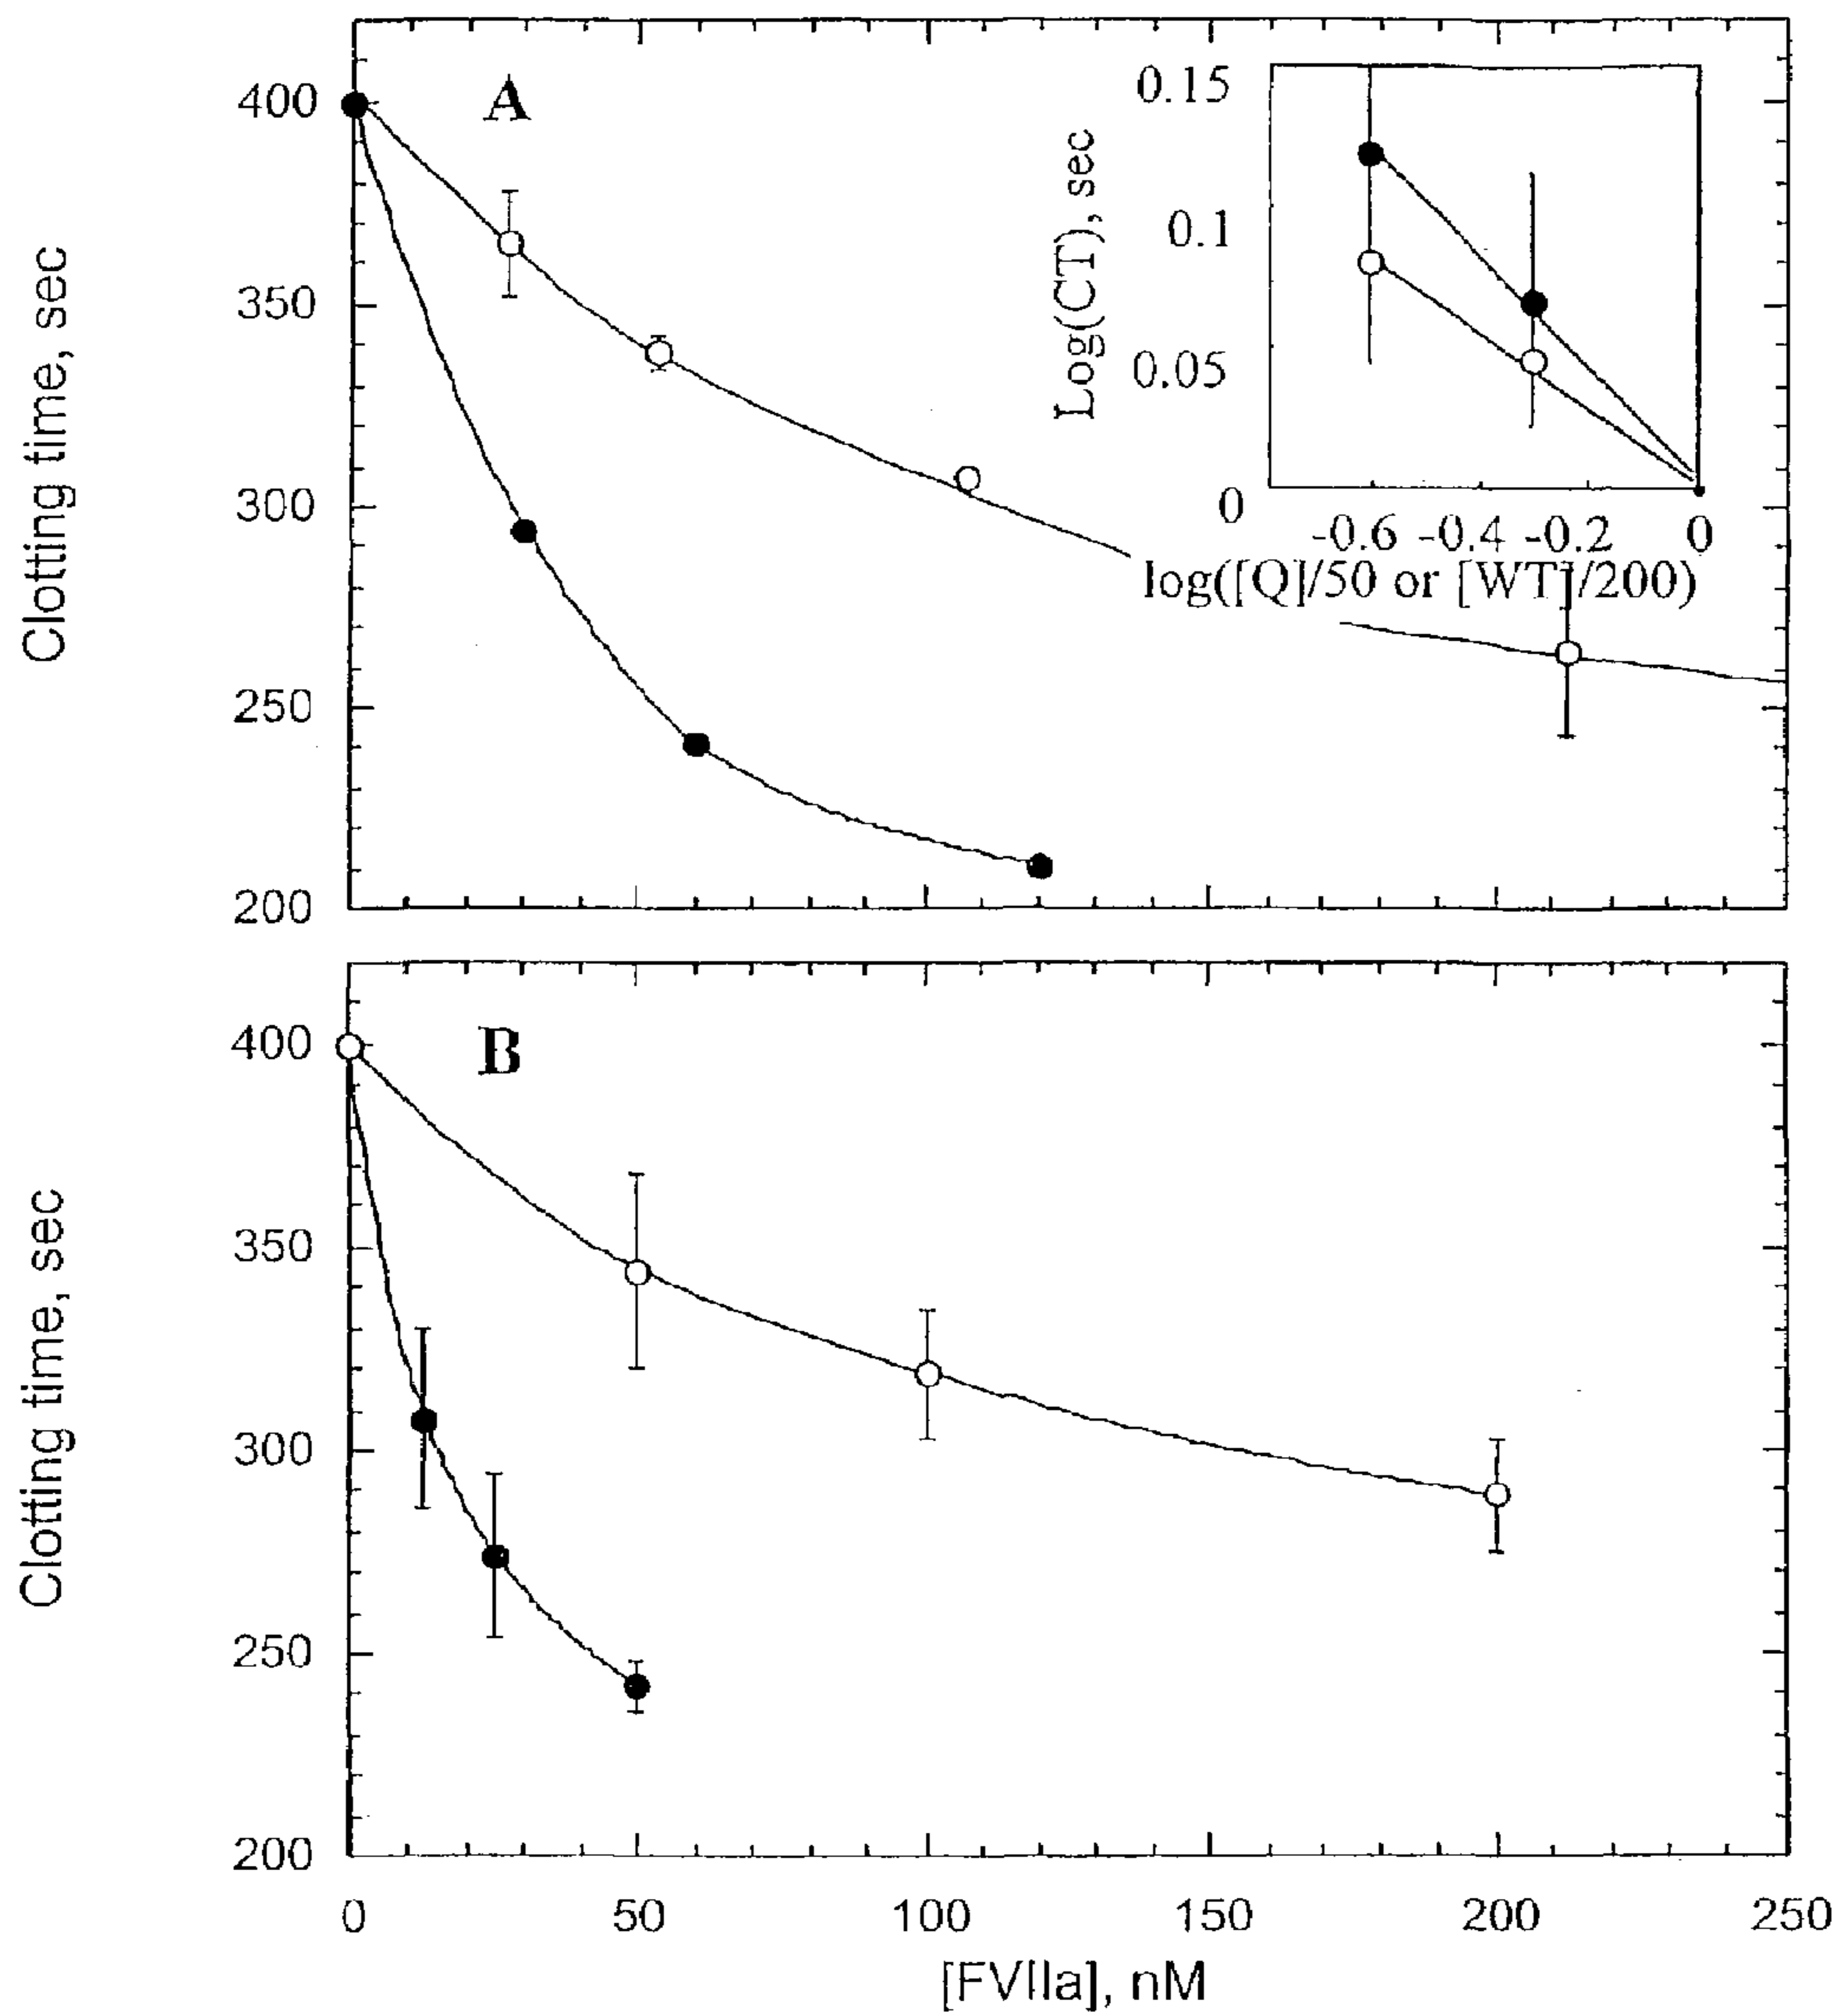 A
400
350
300
250
200
Clotting time, sec
0.15
0.1
0.05
0
Log(CT), sec
-0.6 -0.4 -0.2 0
log([Q]/50 or [WT]/200)
B
400
350
300
250
200
Clotting time, sec
0 50 100 150 200 250
[FVIIa], nM